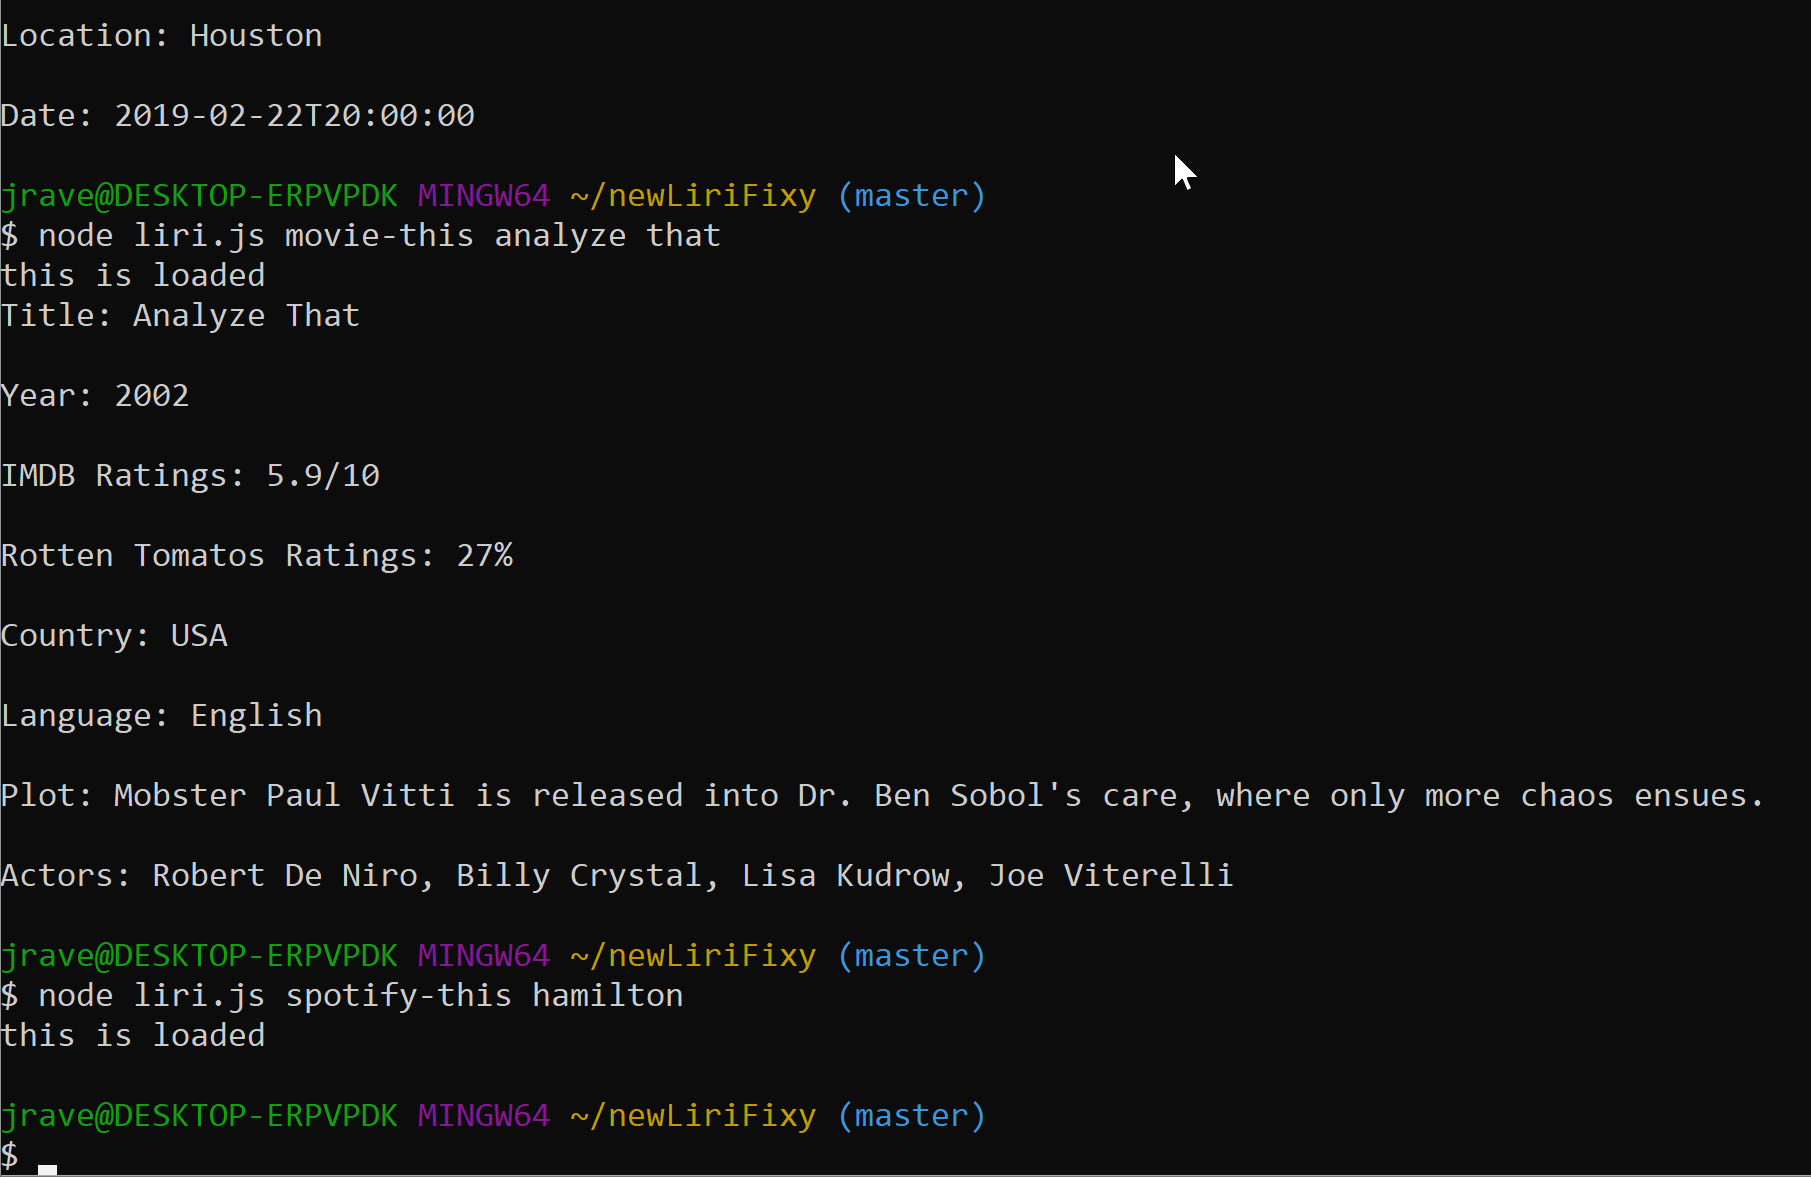 Location: Houston
Date: 2019-02-22T20:00:00
jrave@DESKTOP-ERPVPDK MINGW64 ~/newLiriFixy (master)
$ node liri.js movie-this analyze that
this is loaded
Title: Analyze That
Year: 2002
IMDB Ratings: 5.9/10
Rotten Tomatos Ratings: 27%
Country: USA
Language: English
Plot: Mobster Paul Vitti is released into Dr. Ben Sobol's care, where only more chaos ensues.
Actors: Robert De Niro, Billy Crystal, Lisa Kudrow, Joe Viterelli
jrave@DESKTOP-ERPVPDK MINGW64 ~/newLiriFixy (master)
$ node liri.js spotify-this hamilton
this is loaded
jrave@DESKTOP-ERPVPDK MINGW64 ~/newLiriFixy (master)
$